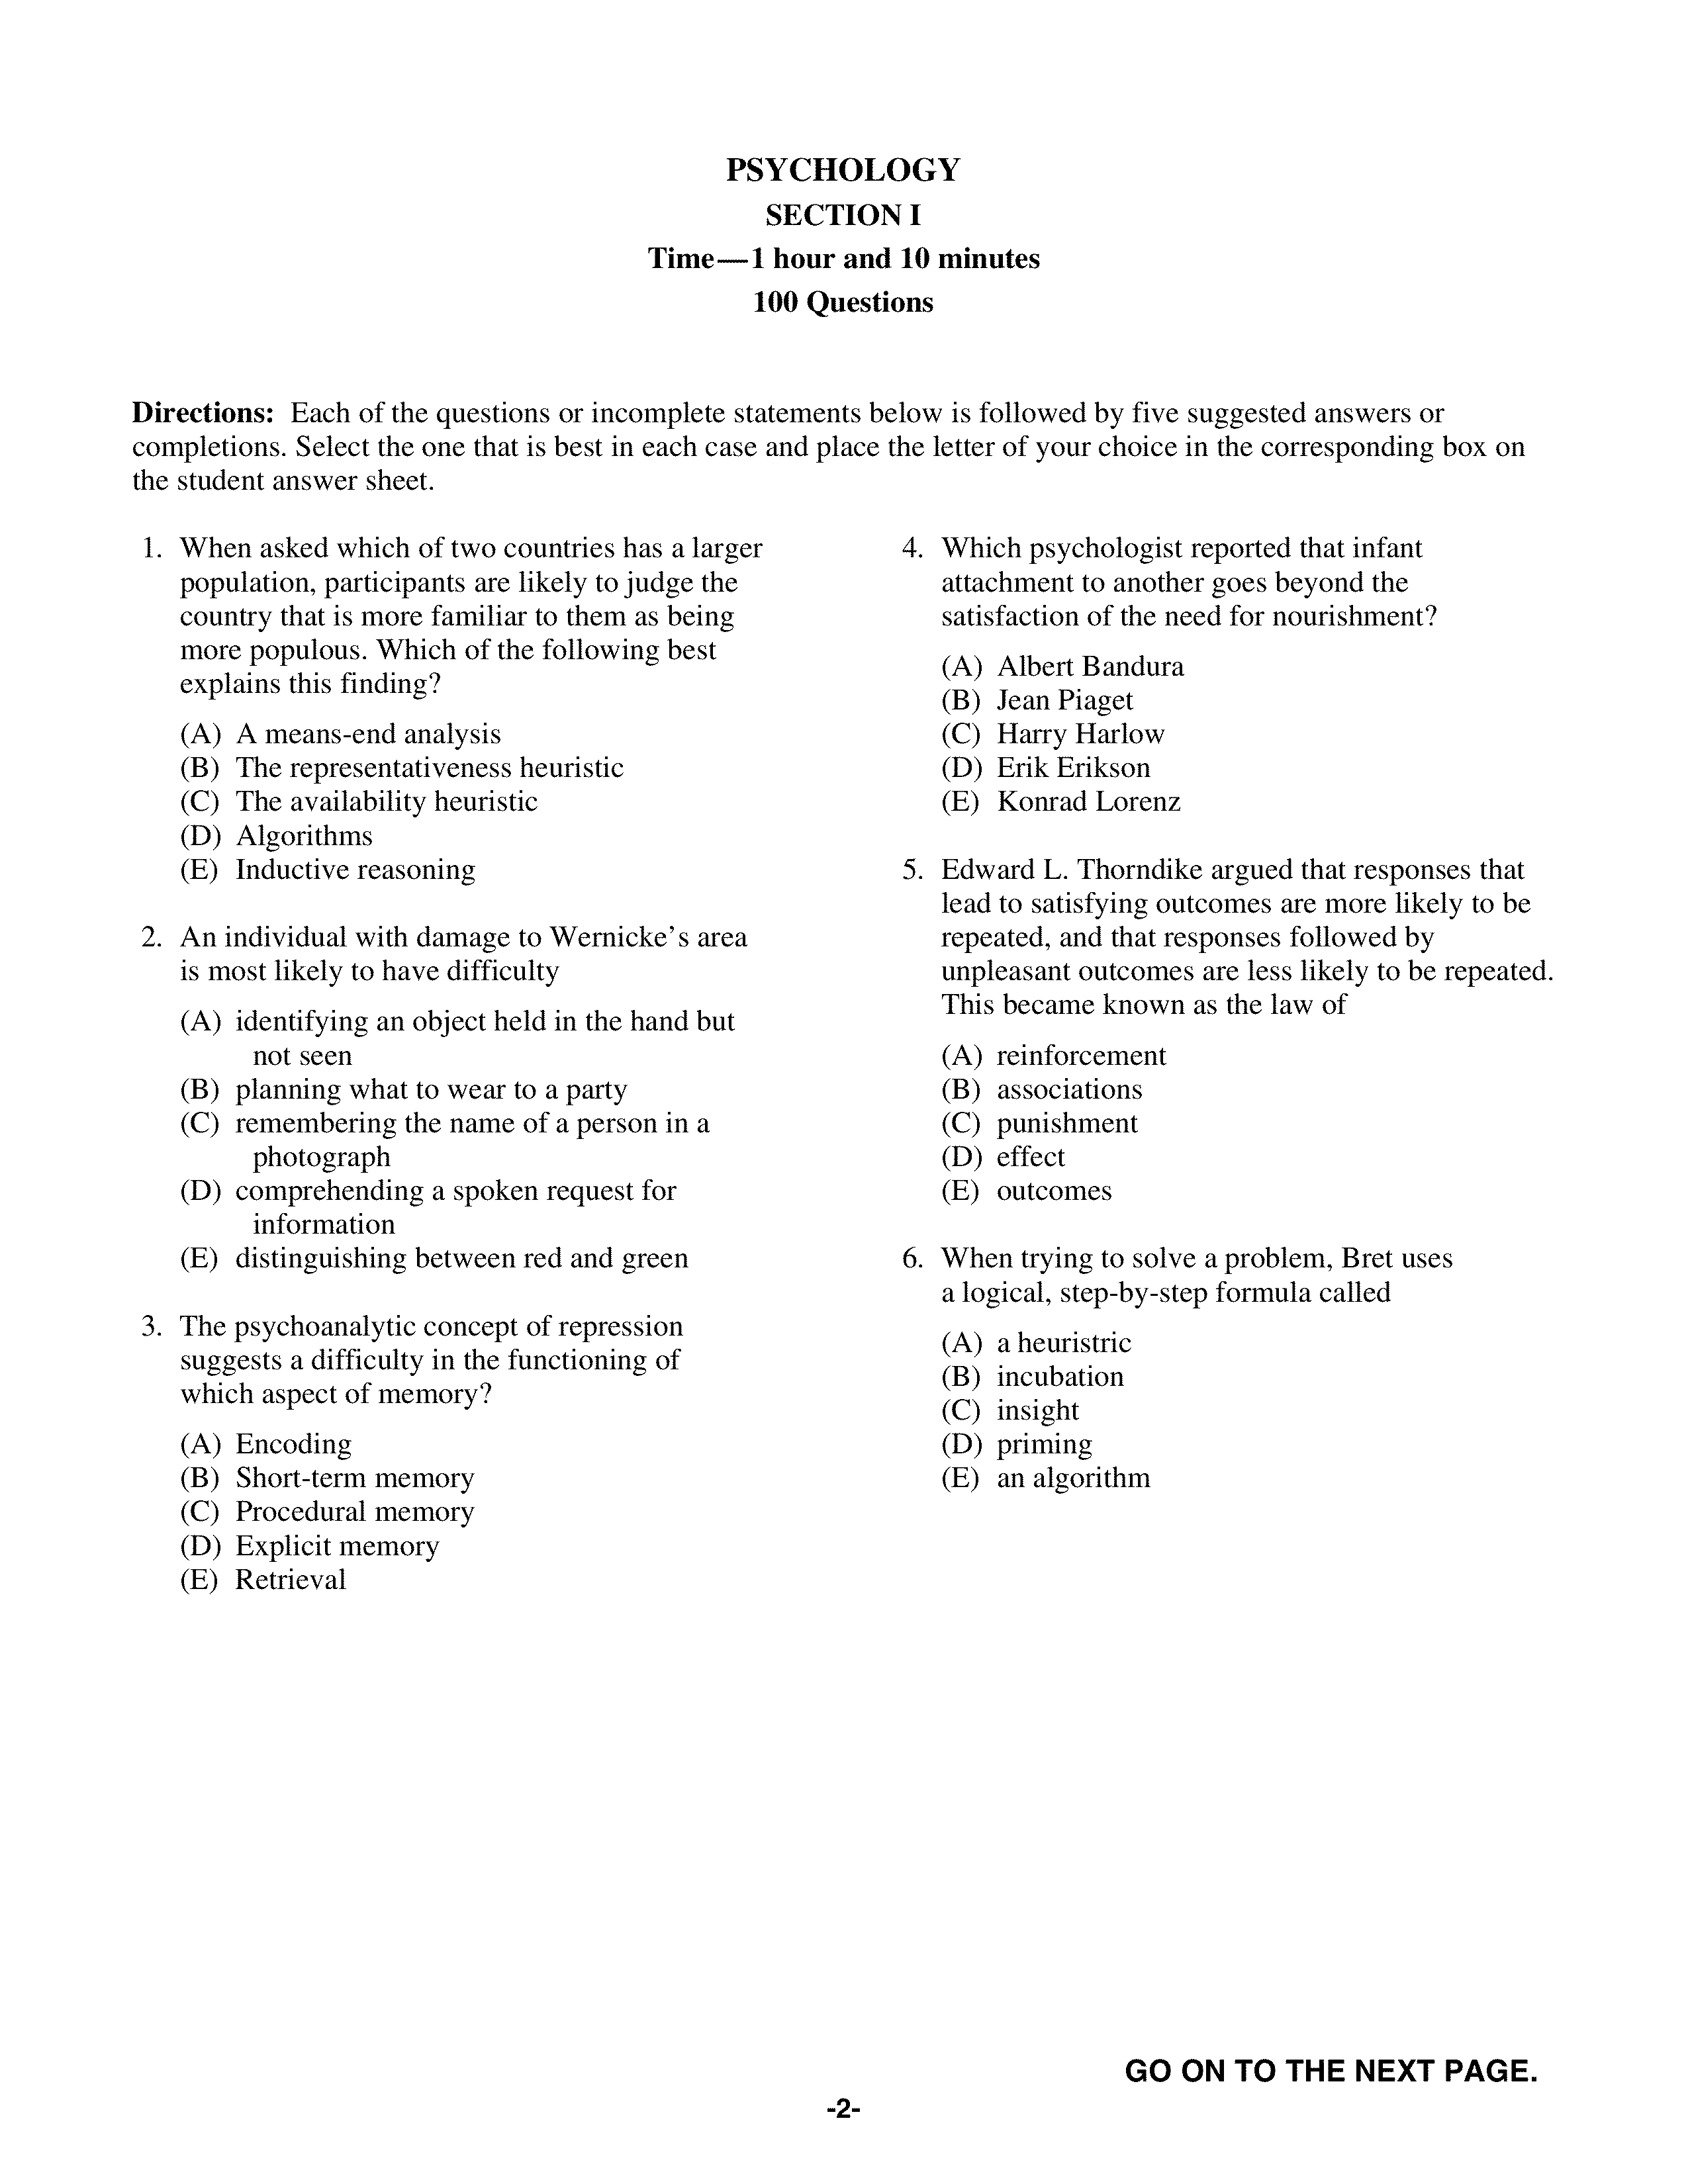 PSYCHOLOGY
SECTION I
Time—1 hour and 10 minutes
100 Questions
Directions: Each of the questions or incomplete statements below is followed by five suggested answers or
completions. Select the one that is best in each case and place the letter of your choice in the corresponding box on
the student answer sheet.
1. When asked which of two countries has a larger
population, participants are likely to judge the
country that is more familiar to them as being
more populous. Which of the following best
explains this finding?
(A) A means-end analysis
(B) The representativeness heuristic
(C) The availability heuristic
(D) Algorithms
(E) Inductive reasoning
2. An individual with damage to Wernicke's area
is most likely to have difficulty
(A) identifying an object held in the hand but
not seen
(B) planning what to wear to a party
(C) remembering the name of a person in a
photograph
(D) comprehending a spoken request for
information
(E) distinguishing between red and green
3. The psychoanalytic concept of repression
suggests a difficulty in the functioning of
which aspect of memory?
(A) Encoding
(B) Short-term memory
(C) Procedural memory
(D) Explicit memory
(E) Retrieval
4. Which psychologist reported that infant
attachment to another goes beyond the
satisfaction of the need for nourishment?
(A) Albert Bandura
(B) Jean Piaget
(C) Harry Harlow
(D) Erik Erikson
(E) Konrad Lorenz
5. Edward L. Thorndike argued that responses that
lead to satisfying outcomes are more likely to be
repeated, and that responses followed by
unpleasant outcomes are less likely to be repeated.
This became known as the law of
(A) reinforcement
(B) associations
(C) punishment
(D) effect
(E) outcomes
6. When trying to solve a problem, Bret uses
a logical, step-by-step formula called
(A) a heuristric
(B) incubation
(C) insight
(D) priming
(E) an algorithm
GO ON TO THE NEXT PAGE.
-2-